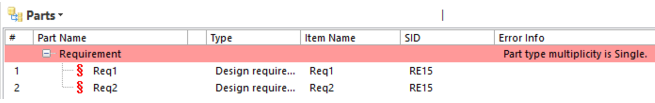 Parts
# Part Name Type Item Name SID Error Info
Requirement Part type multiplicity is Single.
1 § Req1 Design require... Req1 RE15
2 § Req2 Design require... Req2 RE15